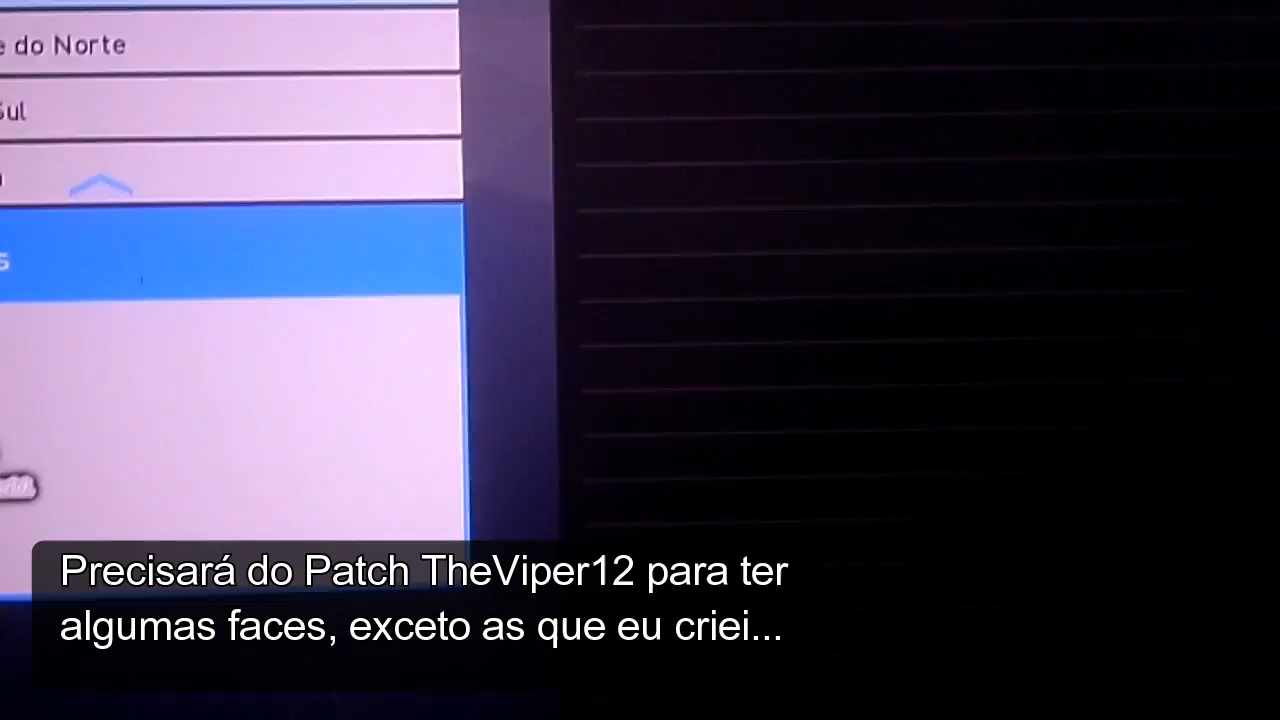 do Norte
Sul
Precisará do Patch TheViper12 para ter
algumas faces, exceto as que eu criei...